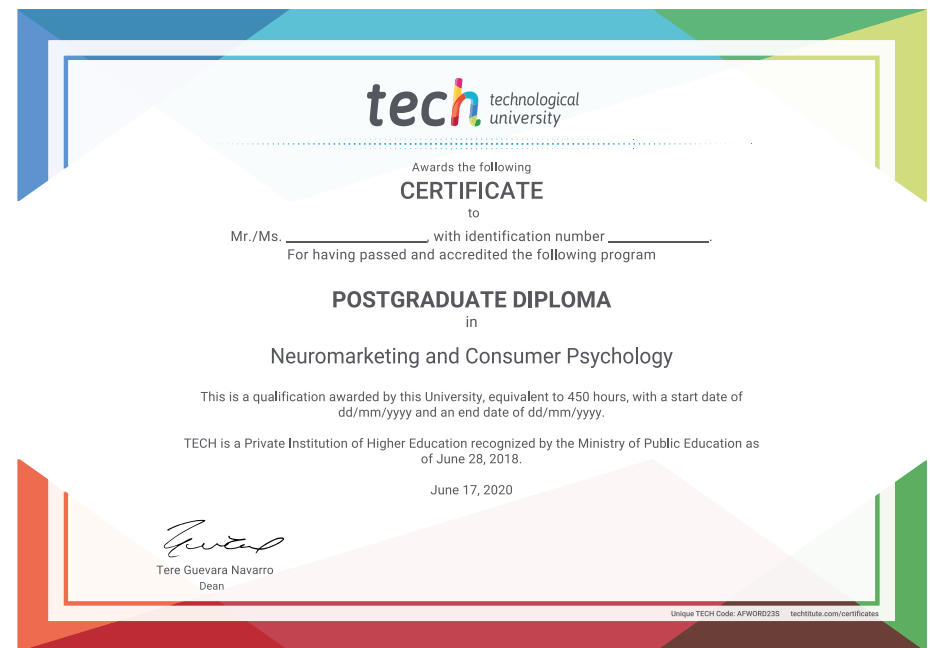 tech technological
university
Awards the following
CERTIFICATE
to
Mr./Ms. ____________________, with identification number ______________.
For having passed and accredited the following program
POSTGRADUATE DIPLOMA
in
Neuromarketing and Consumer Psychology
This is a qualification awarded by this University, equivalent to 450 hours, with a start date of
dd/mm/yyyy and an end date of dd/mm/yyyy.
TECH is a Private Institution of Higher Education recognized by the Ministry of Public Education as
of June 28, 2018.
June 17, 2020
Tere Guevara Navarro
Dean
Unique TECH Code: AFWORD23S techtitute.com/certificates